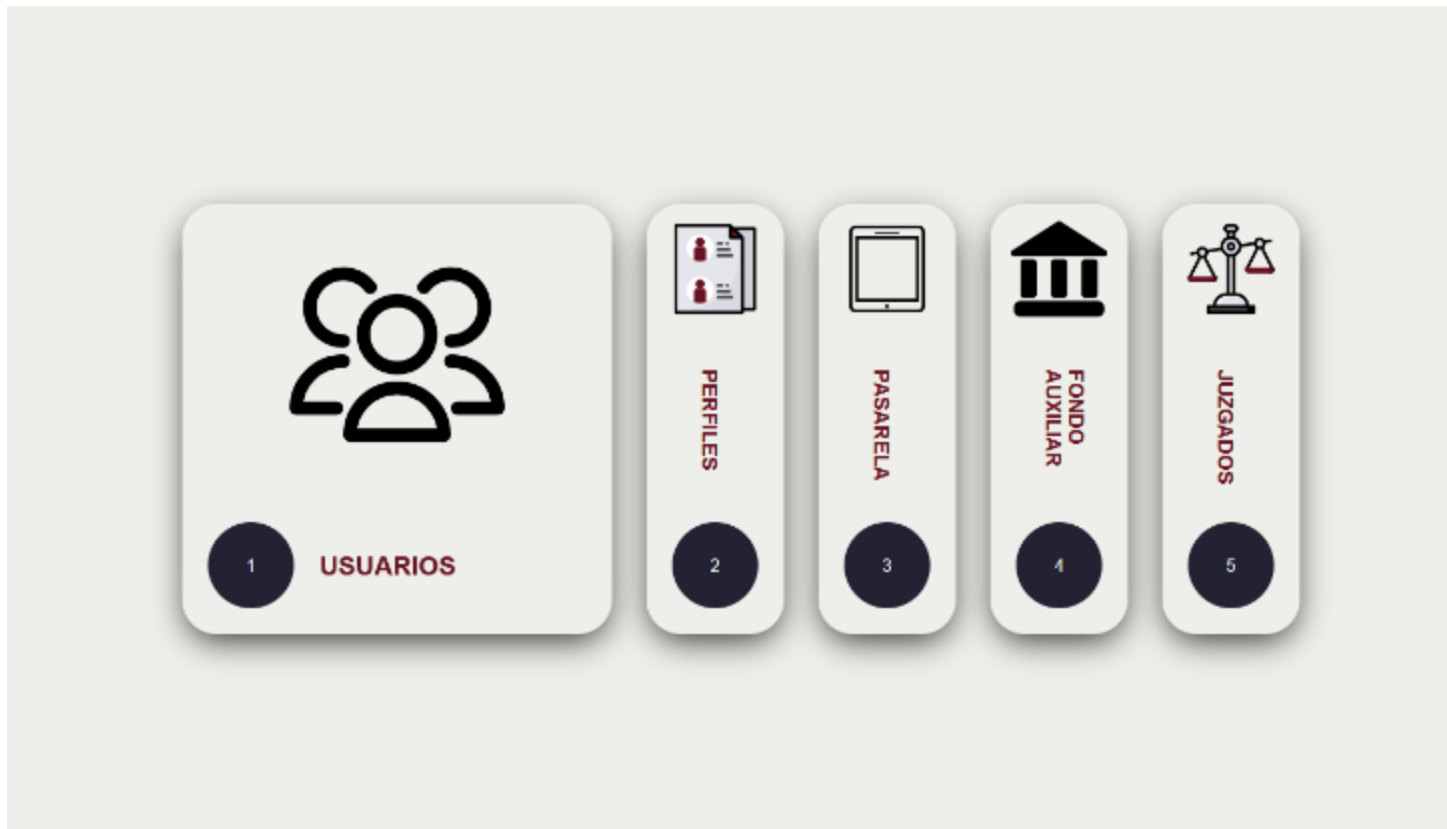 1
USUARIOS
PERFILES
2
PASARELA
3
FONDO
AUXILIAR
4
JUZGADOS
5